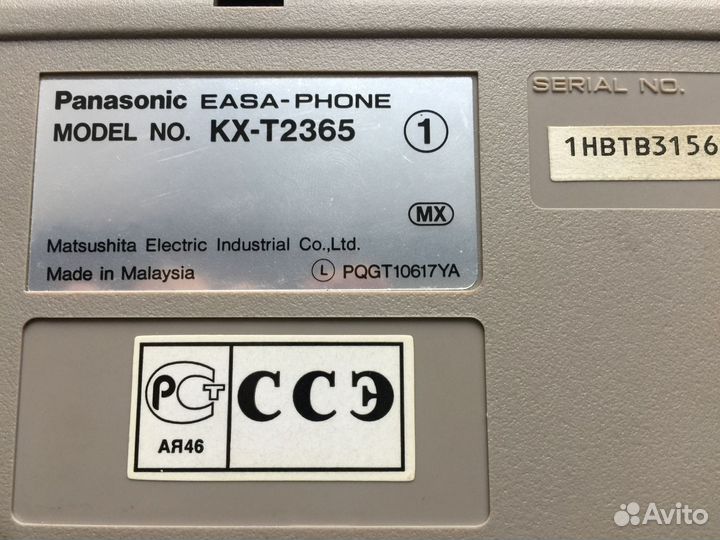 Panasonic EASA-PHONE
MODEL NO. KX-T2365 1
MX
Matsushita Electric Industrial Co.,Ltd.
Made in Malaysia L PQGT10617YA
SERIAL NO.
1HBTB3156
РСТ ССЭ
АЯ46
Avito